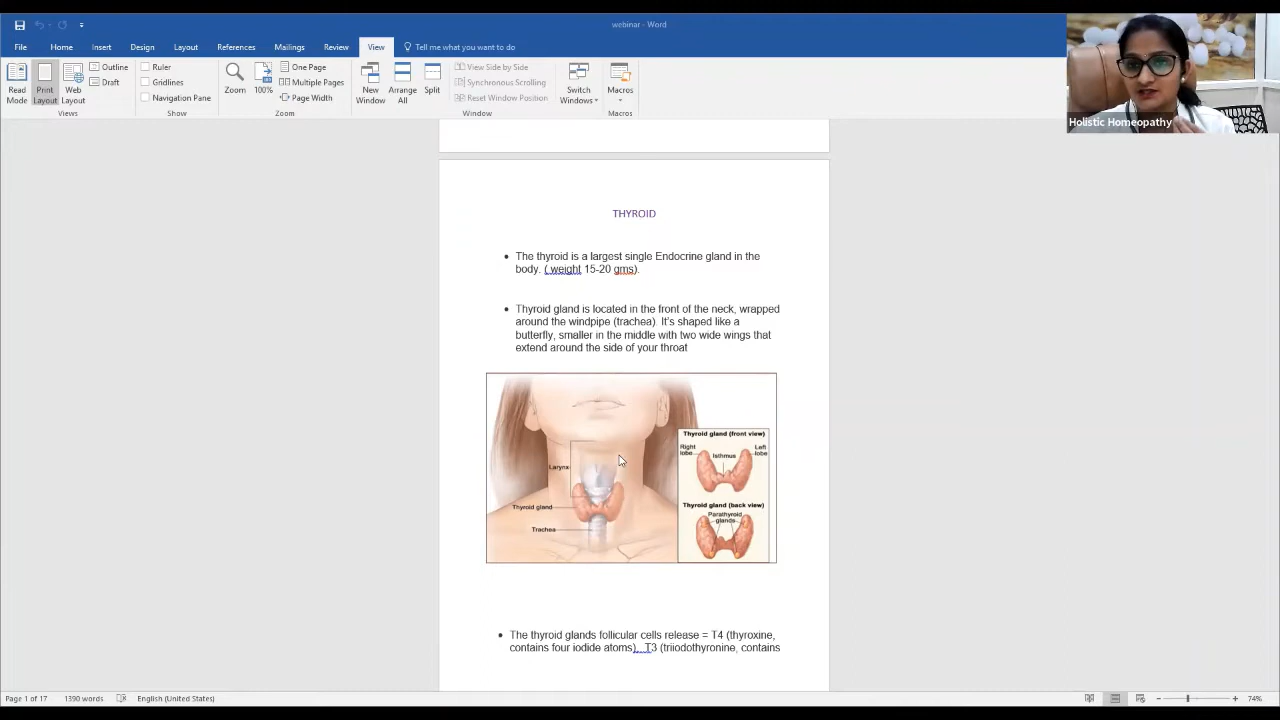 webinar - Word
File Home Insert Design Layout References Mailings Review View Tell me what you want to do
Read Mode
Print Layout
Web Layout
Outline
Draft
Views
Ruler
Gridlines
Navigation Pane
Show
Zoom
100%
One Page
Multiple Pages
Page Width
Zoom
New Window
Arrange All
Split
View Side by Side
Synchronous Scrolling
Reset Window Position
Window
Switch Windows
Macros
Macros
Holistic Homeopathy
THYROID
• The thyroid is a largest single Endocrine gland in the
body. ( weight 15-20 gms).
• Thyroid gland is located in the front of the neck, wrapped
around the windpipe (trachea). It's shaped like a
butterfly, smaller in the middle with two wide wings that
extend around the side of your throat
Larynx
Thyroid gland
Trachea
Thyroid gland (front view)
Right lobe
Isthmus
Left lobe
Thyroid gland (back view)
Parathyroid glands
• The thyroid glands follicular cells release = T4 (thyroxine,
contains four iodide atoms), T3 (triiodothyronine, contains
Page 1 of 17 1390 words English (United States) 74%